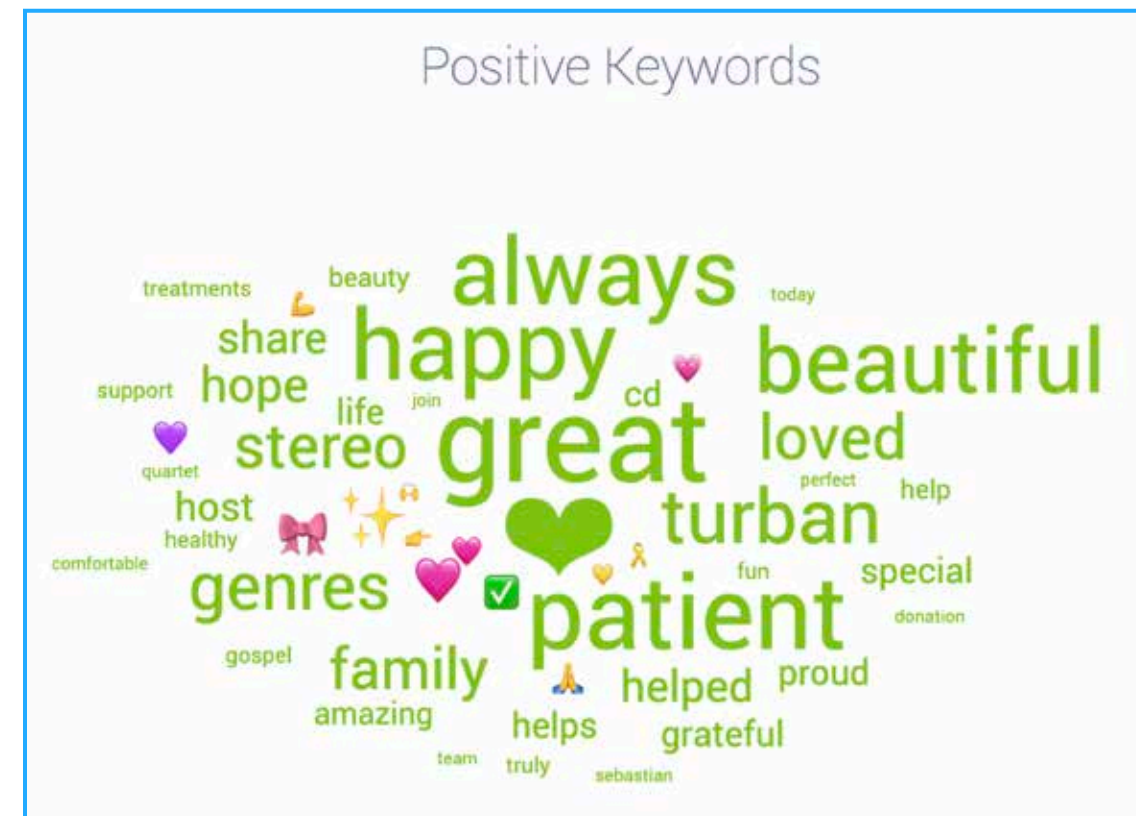 Positive Keywords
always
treatments
beauty
today
share
happy
beautiful
support
hope
life
join
cd
stereo
great
loved
quartet
perfect
help
host
turban
healthy
comfortable
genres
fun
special
patient
donation
gospel
family
helped
proud
amazing
helps
grateful
team
truly
sebastian